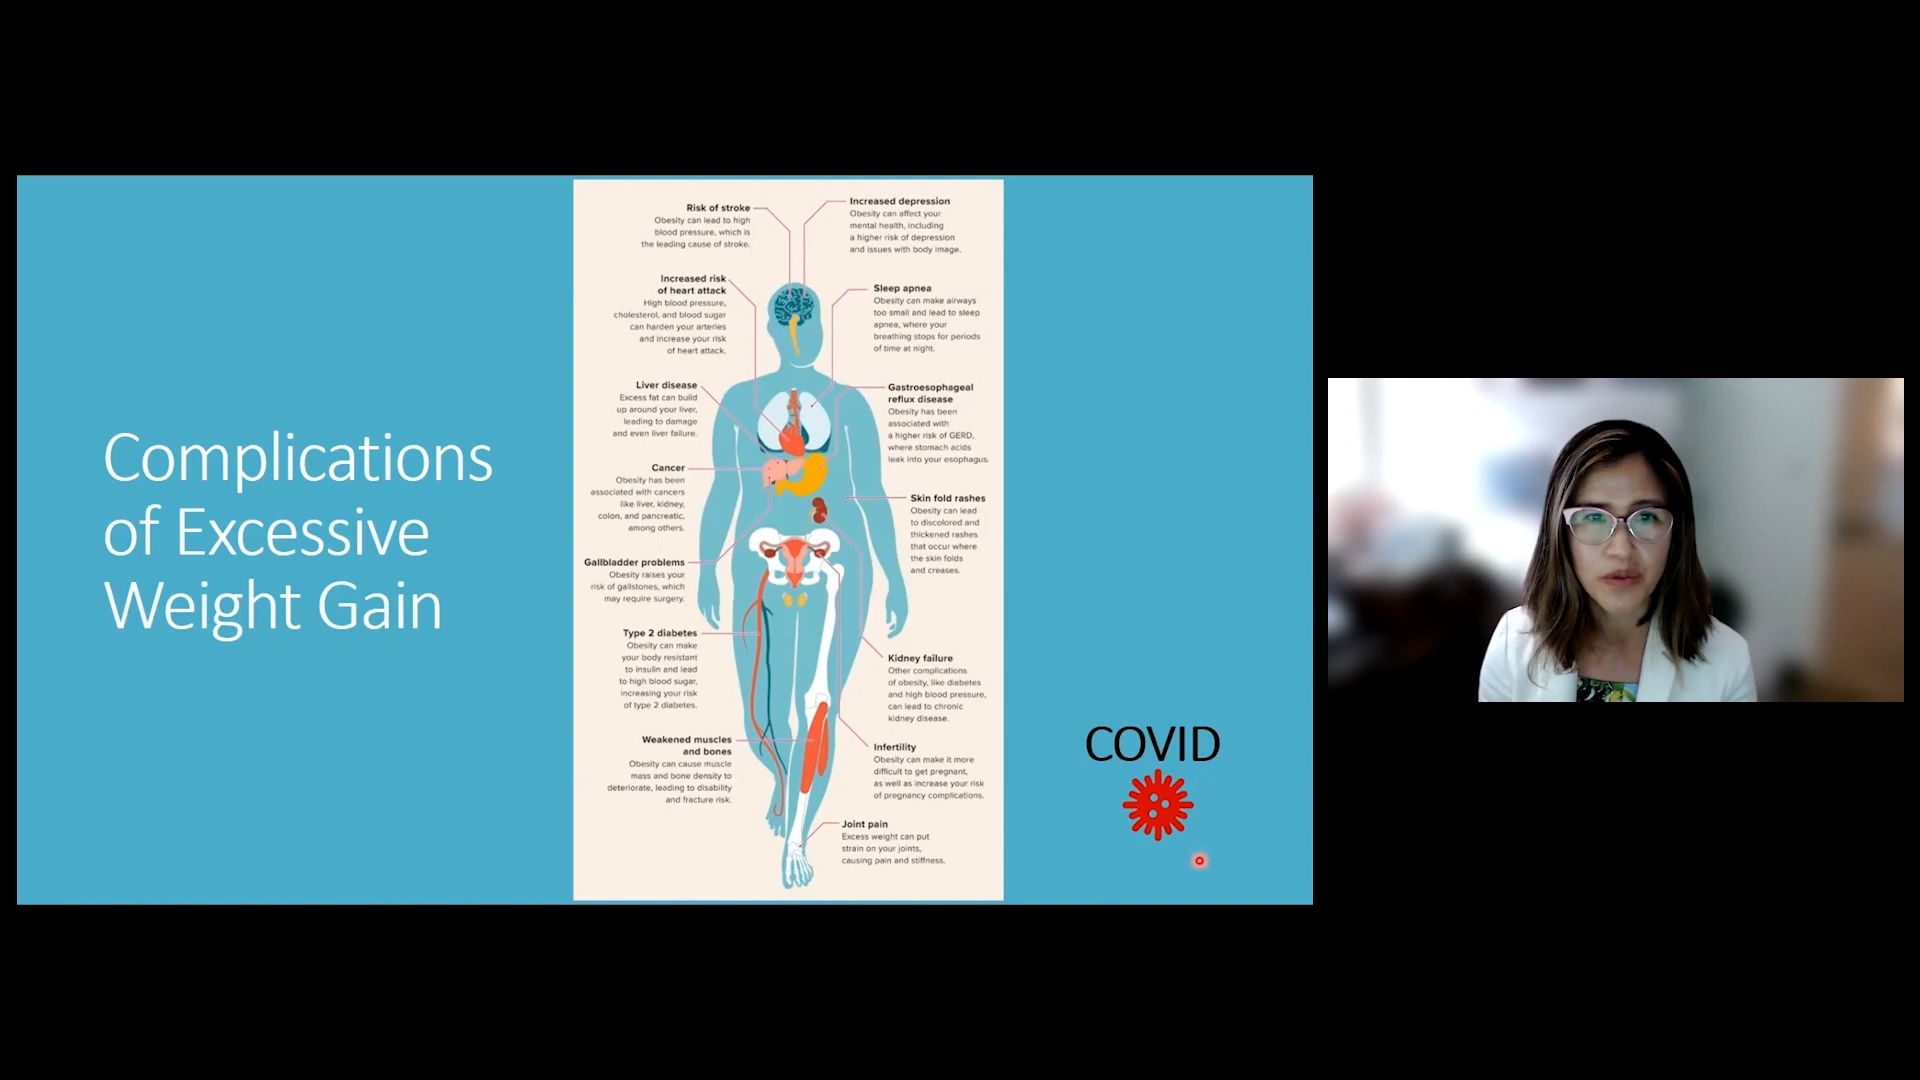 Complications
of Excessive
Weight Gain
Risk of stroke
Obesity can lead to high
blood pressure, which is
the leading cause of stroke.
Increased risk
of heart attack
High blood pressure,
cholesterol, and blood sugar
can harden your arteries
and increase your risk
of heart attack.
Liver disease
Excess fat can build
up around your liver,
leading to damage
and even liver failure.
Cancer
Obesity has been
associated with cancers
like liver, kidney,
colon, and pancreatic,
among others.
Gallbladder problems
Obesity raises your
risk of gallstones, which
may require surgery.
Type 2 diabetes
Obesity can make
your body resistant
to insulin and lead
to high blood sugar,
increasing your risk
of type 2 diabetes.
Weakened muscles
and bones
Obesity can cause muscle
mass and bone density to
deteriorate, leading to disability
and fracture risk.
Increased depression
Obesity can affect your
mental health, including
a higher risk of depression
and issues with body image.
Sleep apnea
Obesity can make airways
too small and lead to sleep
apnea, where your
breathing stops for periods
of time at night.
Gastroesophageal
reflux disease
Obesity has been
associated with
a higher risk of GERD,
where stomach acids
leak into your esophagus.
Skin fold rashes
Obesity can lead
to discolored and
thickened rashes
that occur where
the skin folds
and creases.
Kidney failure
Other complications
of obesity, like diabetes
and high blood pressure,
can lead to chronic
kidney disease.
Infertility
Obesity can make it more
difficult to get pregnant,
as well as increase your risk
of pregnancy complications.
Joint pain
Excess weight can put
strain on your joints,
causing pain and stiffness.
COVID